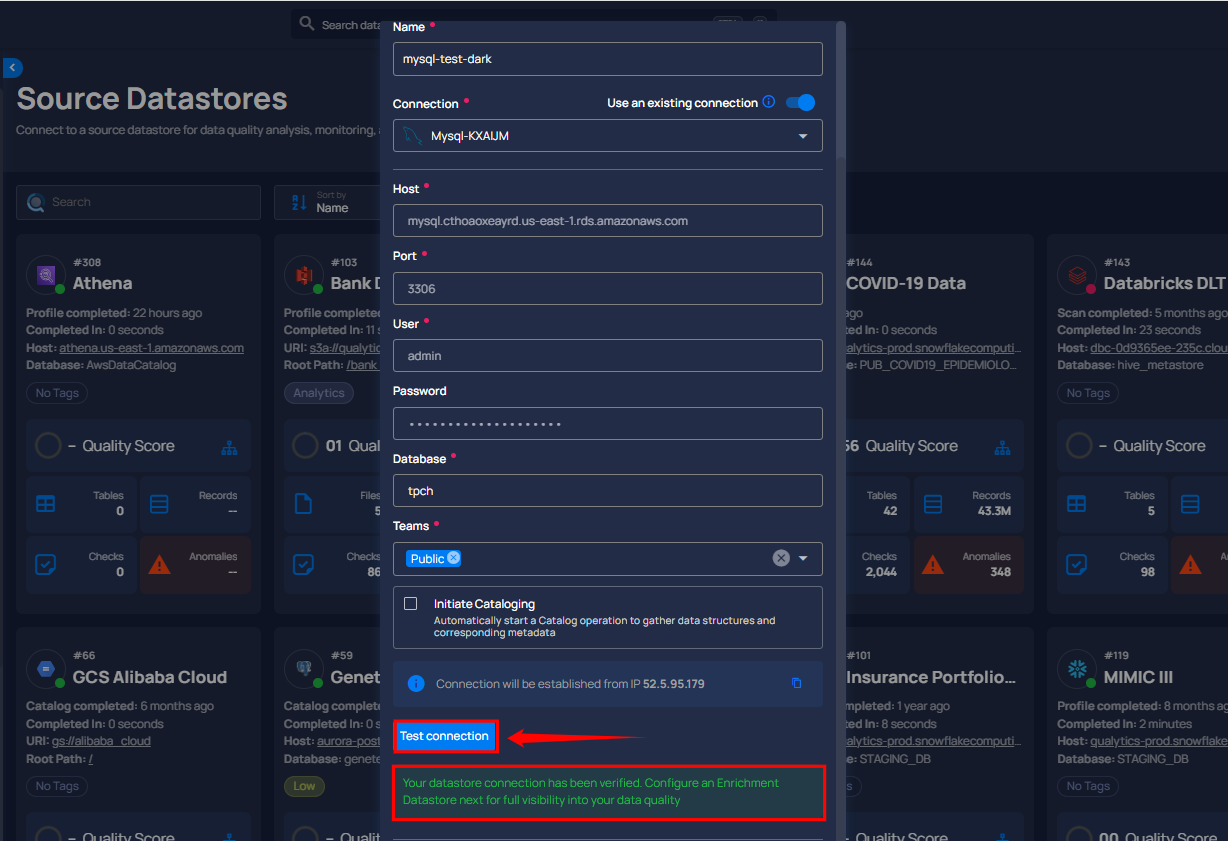 Search data
Source Datastores
Connect to a source datastore for data quality analysis, monitoring,
Search
Sort by
Name
Name *
mysql-test-dark
Connection *
Use an existing connection
Mysql-KXAIJM
Host *
mysql.cthoaoxeayrd.us-east-1.rds.amazonaws.com
Port *
3306
User *
admin
Password
•••••••••••••••••••••
Database *
tpch
Teams *
Public
Initiate Cataloging
Automatically start a Catalog operation to gather data structures and
corresponding metadata
Connection will be established from IP 52.5.95.179
Test connection
Your datastore connection has been verified. Configure an Enrichment
Datastore next for full visibility into your data quality
#308
Athena
Profile completed: 22 hours ago
Completed In: 0 seconds
Host: athena.us-east-1.amazonaws.com
Database: AwsDataCatalog
No Tags
– Quality Score
Tables
0
Records
--
Checks
0
Anomalies
--
#103
Bank
Profile completed
Completed In: 11
URI: s3a://qualytic
Root Path: /bank_
Analytics
01
Files
5
Checks
86
#144
COVID-19 Data
ago
ed In: 0 seconds
alytics-prod.snowflakecomputi...
e: PUB_COVID19_EPIDEMIOLO...
56 Quality Score
Tables
42
Records
43.3M
Checks
2,044
Anomalies
348
#143
Databricks DLT
Scan completed: 5 months ago
Completed In: 23 seconds
Host: dbc-0d9365ee-235c.clou
Database: hive_metastore
No Tags
– Quality Score
Tables
5
Checks
98
#66
GCS Alibaba Cloud
Catalog completed: 6 months ago
Completed In: 0 seconds
URI: gs://alibaba_cloud
Root Path: /
No Tags
– Quality Score
#59
Genet
Catalog complete
Completed In: 0 s
Host: aurora-post
Database: genete
Low
– Quali
#101
Insurance Portfolio...
mpleted: 1 year ago
ed In: 8 seconds
alytics-prod.snowflakecomputi...
e: STAGING_DB
s
Quality Score
#119
MIMIC III
Profile completed: 8 months ag
Completed In: 2 minutes
Host: qualytics-prod.snowflake
Database: STAGING_DB
No Tags
00 Quality Score